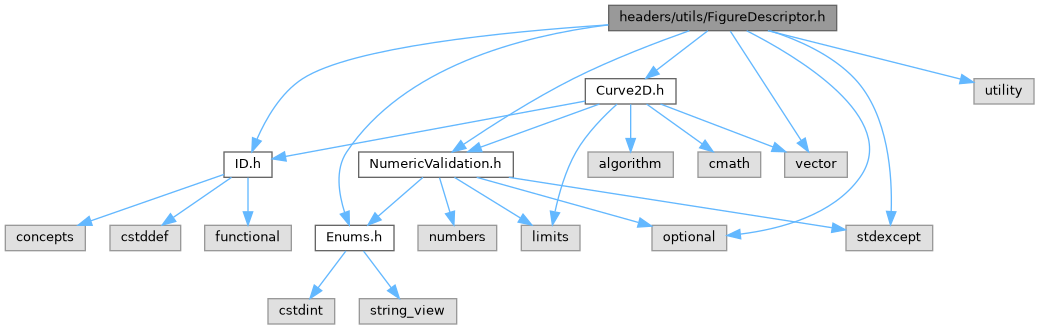 headers/utils/FigureDescriptor.h
Curve2D.h
utility
ID.h
NumericValidation.h
algorithm
cmath
vector
concepts
cstddef
functional
Enums.h
numbers
limits
optional
stdexcept
cstdint
string_view